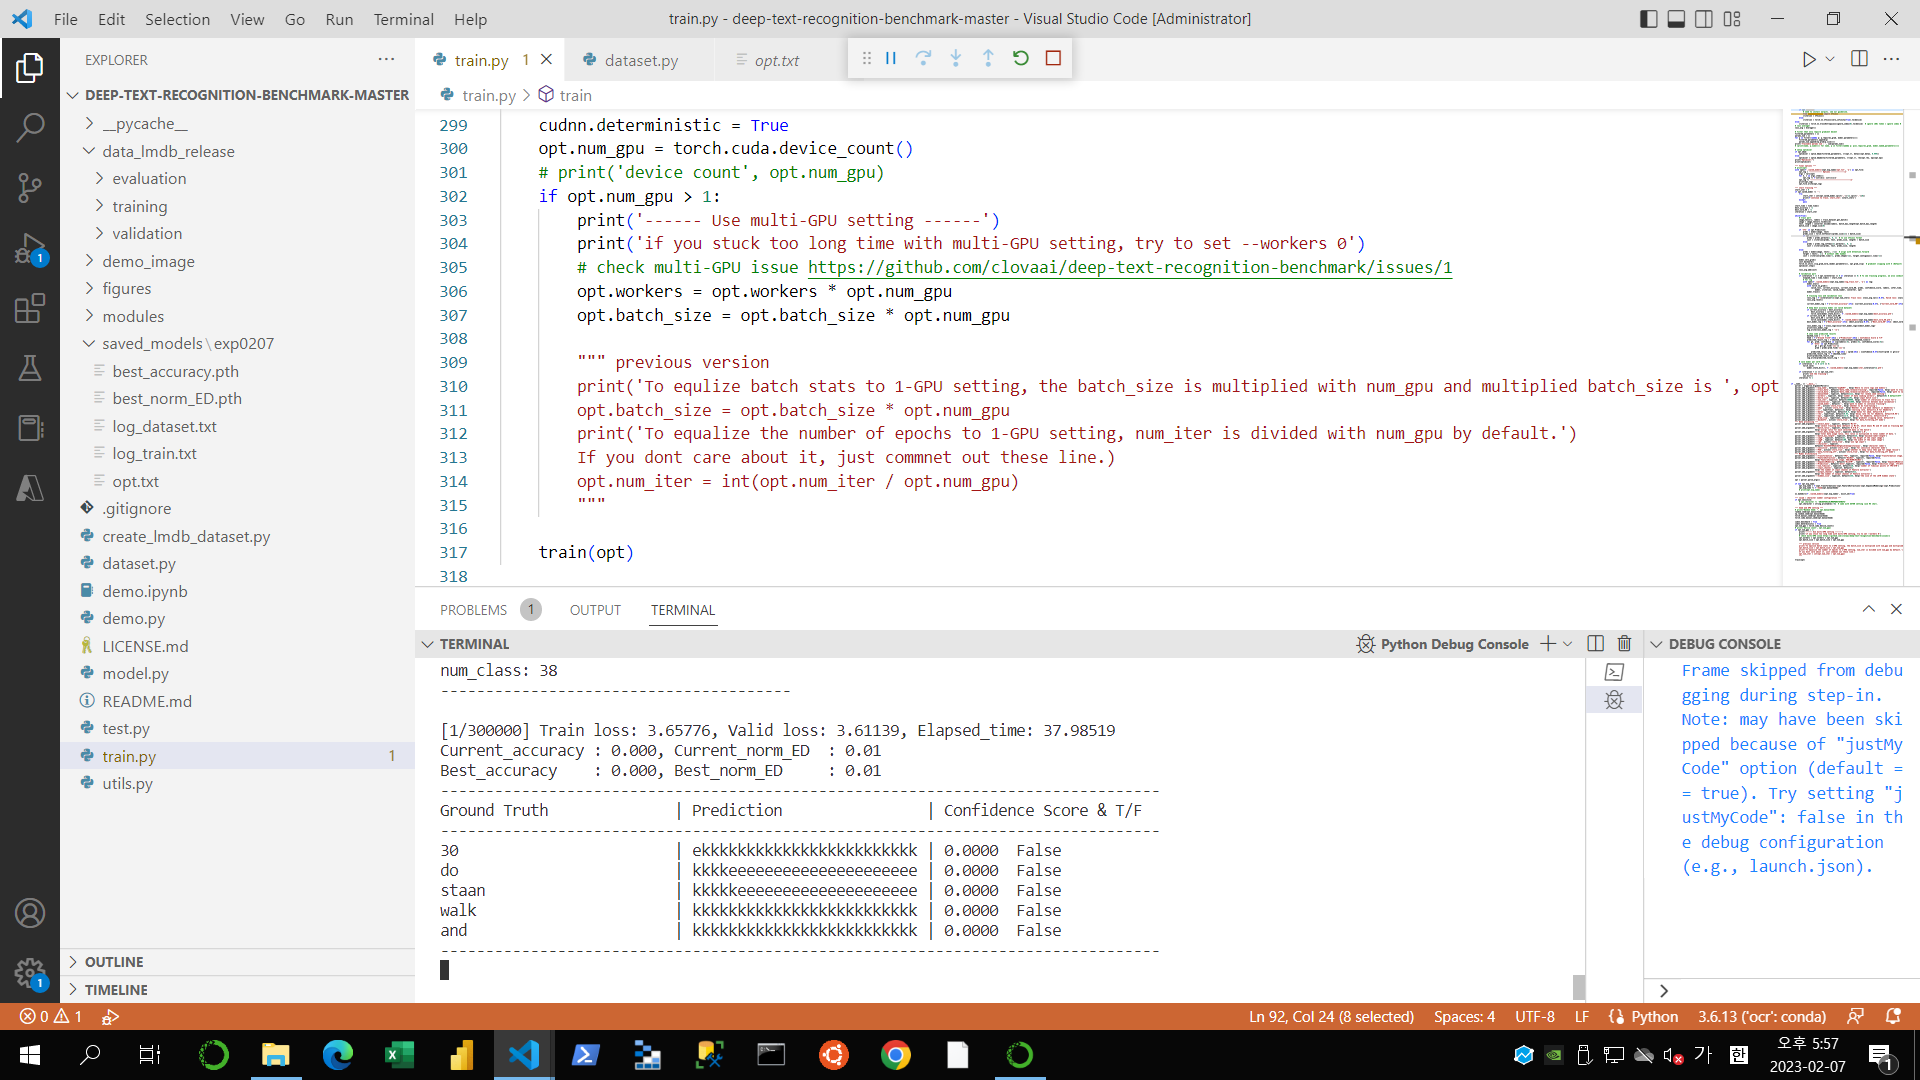 File Edit Selection View Go Run Terminal Help
train.py - deep-text-recognition-benchmark-master - Visual Studio Code [Administrator]
EXPLORER
DEEP-TEXT-RECOGNITION-BENCHMARK-MASTER
__pycache__
data_lmdb_release
evaluation
training
validation
demo_image
figures
modules
saved_models\exp0207
best_accuracy.pth
best_norm_ED.pth
log_dataset.txt
log_train.txt
opt.txt
.gitignore
create_lmdb_dataset.py
dataset.py
demo.ipynb
demo.py
LICENSE.md
model.py
README.md
test.py
train.py 1
utils.py
OUTLINE
TIMELINE
1
1
train.py 1
dataset.py
opt.txt
train.py > train
299 cudnn.deterministic = True
300 opt.num_gpu = torch.cuda.device_count()
301 # print('device count', opt.num_gpu)
302 if opt.num_gpu > 1:
303 print('------ Use multi-GPU setting ------')
304 print('if you stuck too long time with multi-GPU setting, try to set --workers 0')
305 # check multi-GPU issue https://github.com/clovaai/deep-text-recognition-benchmark/issues/1
306 opt.workers = opt.workers * opt.num_gpu
307 opt.batch_size = opt.batch_size * opt.num_gpu
308
309 """ previous version
310 print('To equlize batch stats to 1-GPU setting, the batch_size is multiplied with num_gpu and multiplied batch_size is ', opt
311 opt.batch_size = opt.batch_size * opt.num_gpu
312 print('To equalize the number of epochs to 1-GPU setting, num_iter is divided with num_gpu by default.')
313 If you dont care about it, just commnet out these line.)
314 opt.num_iter = int(opt.num_iter / opt.num_gpu)
315 """
316
317 train(opt)
318
PROBLEMS 1 OUTPUT TERMINAL
TERMINAL
Python Debug Console
num_class: 38
---------------------------------------
[1/300000] Train loss: 3.65776, Valid loss: 3.61139, Elapsed_time: 37.98519
Current_accuracy : 0.000, Current_norm_ED : 0.01
Best_accuracy : 0.000, Best_norm_ED : 0.01
--------------------------------------------------------------------------------
Ground Truth | Prediction | Confidence Score & T/F
--------------------------------------------------------------------------------
30 | ekkkkkkkkkkkkkkkkkkkkkkkk | 0.0000 False
do | kkkkeeeeeeeeeeeeeeeeeeeee | 0.0000 False
staan | kkkkkeeeeeeeeeeeeeeeeeeee | 0.0000 False
walk | kkkkkkkkkkkkkkkkkkkkkkkkk | 0.0000 False
and | kkkkkkkkkkkkkkkkkkkkkkkkk | 0.0000 False
--------------------------------------------------------------------------------
DEBUG CONSOLE
Frame skipped from debu
gging during step-in.
Note: may have been ski
pped because of "justMy
Code" option (default =
= true). Try setting "j
ustMyCode": false in th
e debug configuration
(e.g., launch.json).
0 1
Ln 92, Col 24 (8 selected) Spaces: 4 UTF-8 LF Python 3.6.13 ('ocr': conda)
가 한
오후 5:57
2023-02-07
1